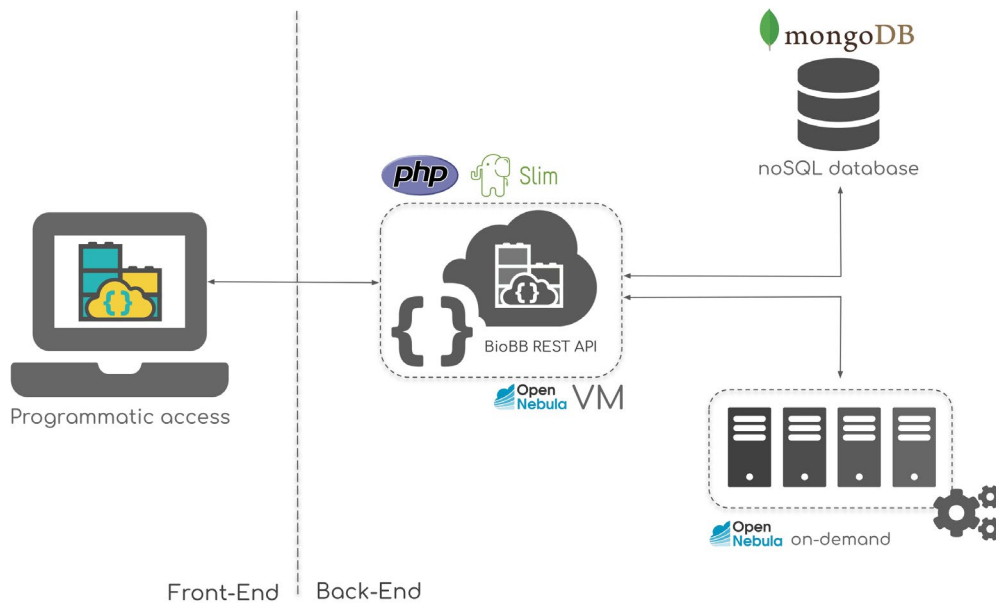 mongoDB
noSQL database
php
Slim
{}
{ }
BioBB REST API
Open
Nebula VM
Programmatic access
Open
Nebula on-demand
Front-End
Back-End